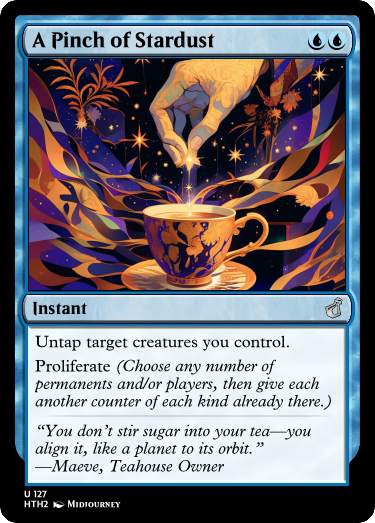 A Pinch of Stardust
Instant
Untap target creatures you control.
Proliferate (Choose any number of
permanents and/or players, then give each
another counter of each kind already there.)
“You don’t stir sugar into your tea—you
align it, like a planet to its orbit.”
—Maeve, Teahouse Owner
U 127
HTH2 Midjourney